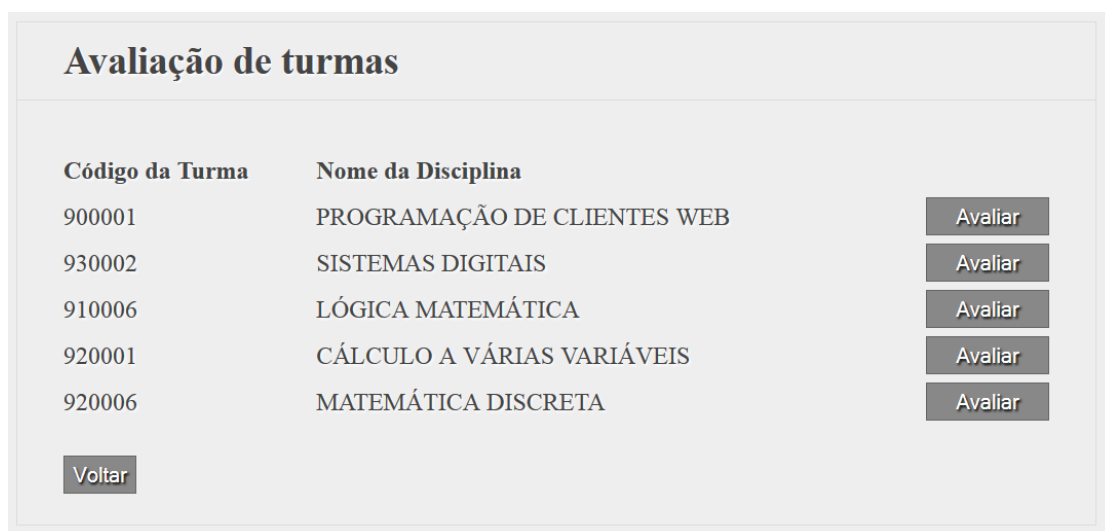 Avaliação de turmas
Código da Turma Nome da Disciplina
900001 PROGRAMAÇÃO DE CLIENTES WEB Avaliar
930002 SISTEMAS DIGITAIS Avaliar
910006 LÓGICA MATEMÁTICA Avaliar
920001 CÁLCULO A VÁRIAS VARIÁVEIS Avaliar
920006 MATEMÁTICA DISCRETA Avaliar
Voltar